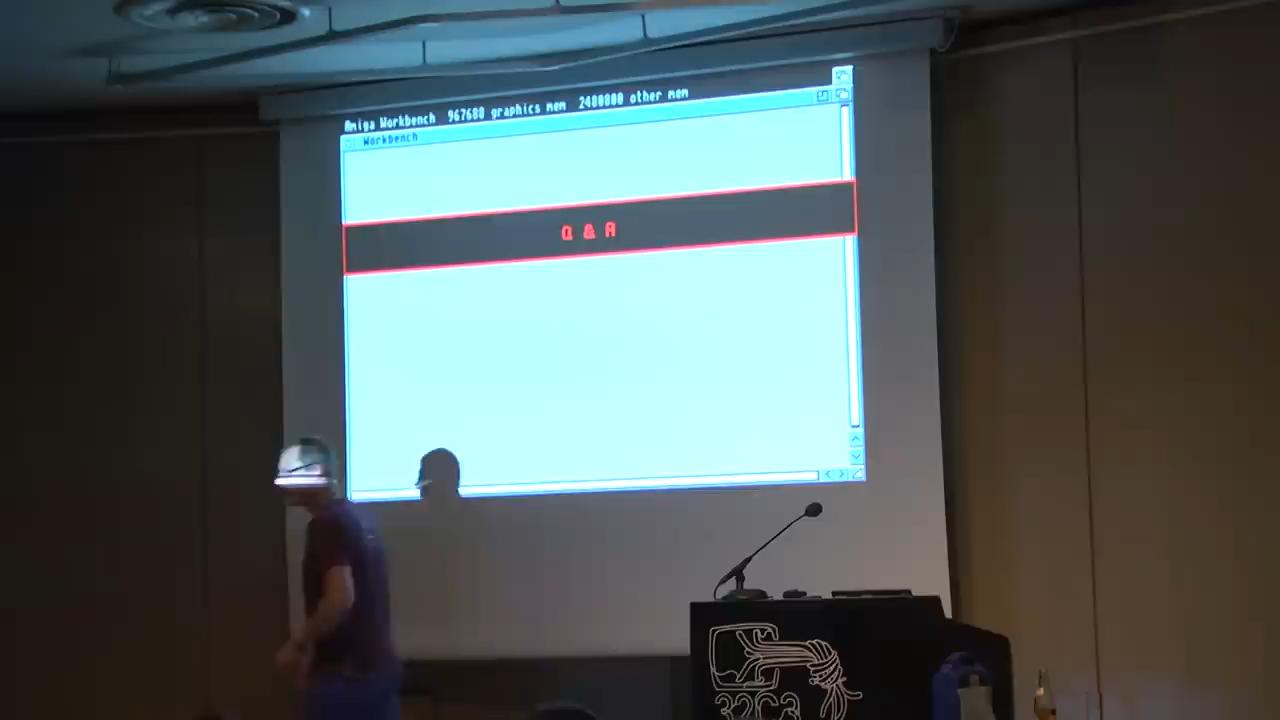 Amiga Workbench 967680 graphics mem 2400000 other mem
Workbench
Q & A
32C3